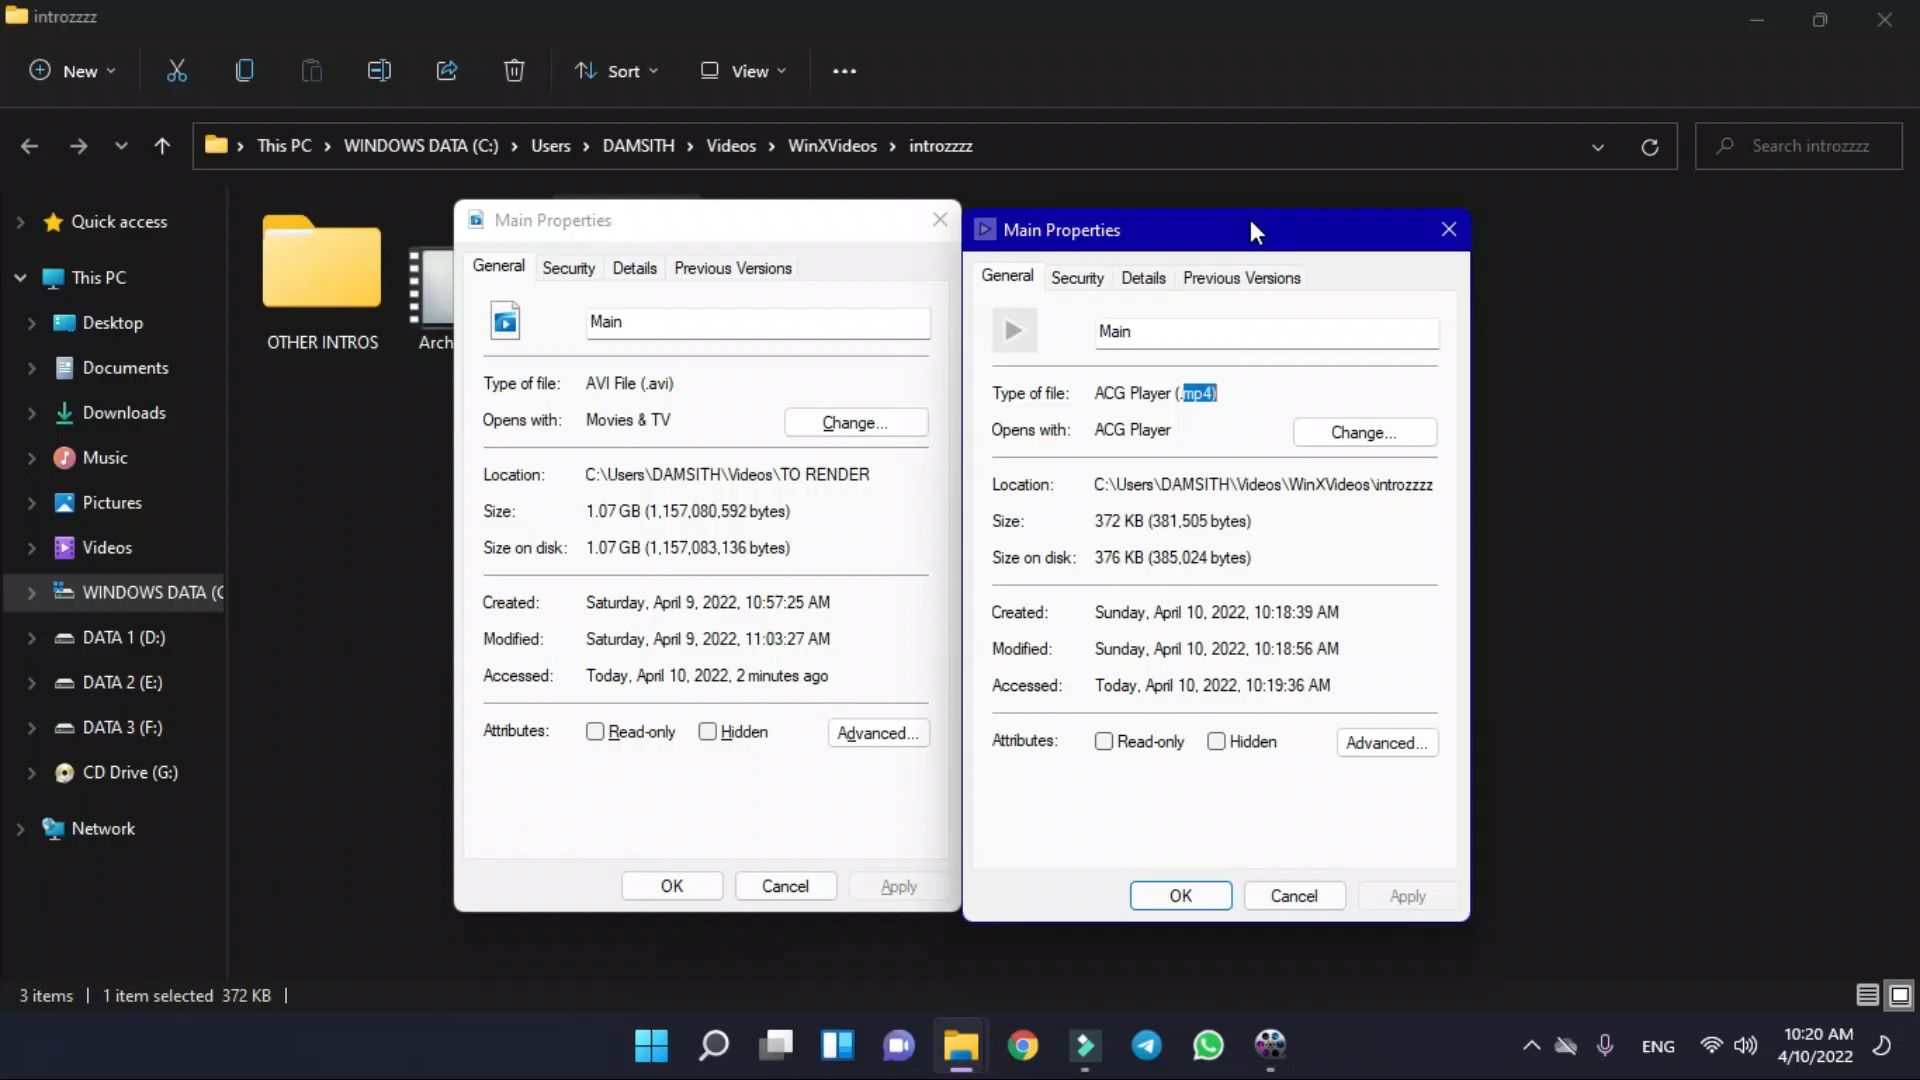 introzzzz
New
Sort
View
This PC
WINDOWS DATA (C:)
Users
DAMSITH
Videos
WinXVideos
introzzzz
Search introzzzz
Quick access
This PC
Desktop
Documents
Downloads
Music
Pictures
Videos
WINDOWS DATA (C
DATA 1 (D:)
DATA 2 (E:)
DATA 3 (F:)
CD Drive (G:)
Network
OTHER INTROS
Arch
Main Properties
General Security Details Previous Versions
Main
Type of file: AVI File (.avi)
Opens with: Movies & TV Change...
Location: C:\Users\DAMSITH\Videos\TO RENDER
Size: 1.07 GB (1,157,080,592 bytes)
Size on disk: 1.07 GB (1,157,083,136 bytes)
Created: Saturday, April 9, 2022, 10:57:25 AM
Modified: Saturday, April 9, 2022, 11:03:27 AM
Accessed: Today, April 10, 2022, 2 minutes ago
Attributes: Read-only Hidden Advanced...
OK Cancel Apply
Main Properties
General Security Details Previous Versions
Main
Type of file: ACG Player (.mp4)
Opens with: ACG Player Change...
Location: C:\Users\DAMSITH\Videos\WinXVideos\introzzzz
Size: 372 KB (381,505 bytes)
Size on disk: 376 KB (385,024 bytes)
Created: Sunday, April 10, 2022, 10:18:39 AM
Modified: Sunday, April 10, 2022, 10:18:56 AM
Accessed: Today, April 10, 2022, 10:19:36 AM
Attributes: Read-only Hidden Advanced...
OK Cancel Apply
3 items 1 item selected 372 KB
ENG
10:20 AM
4/10/2022